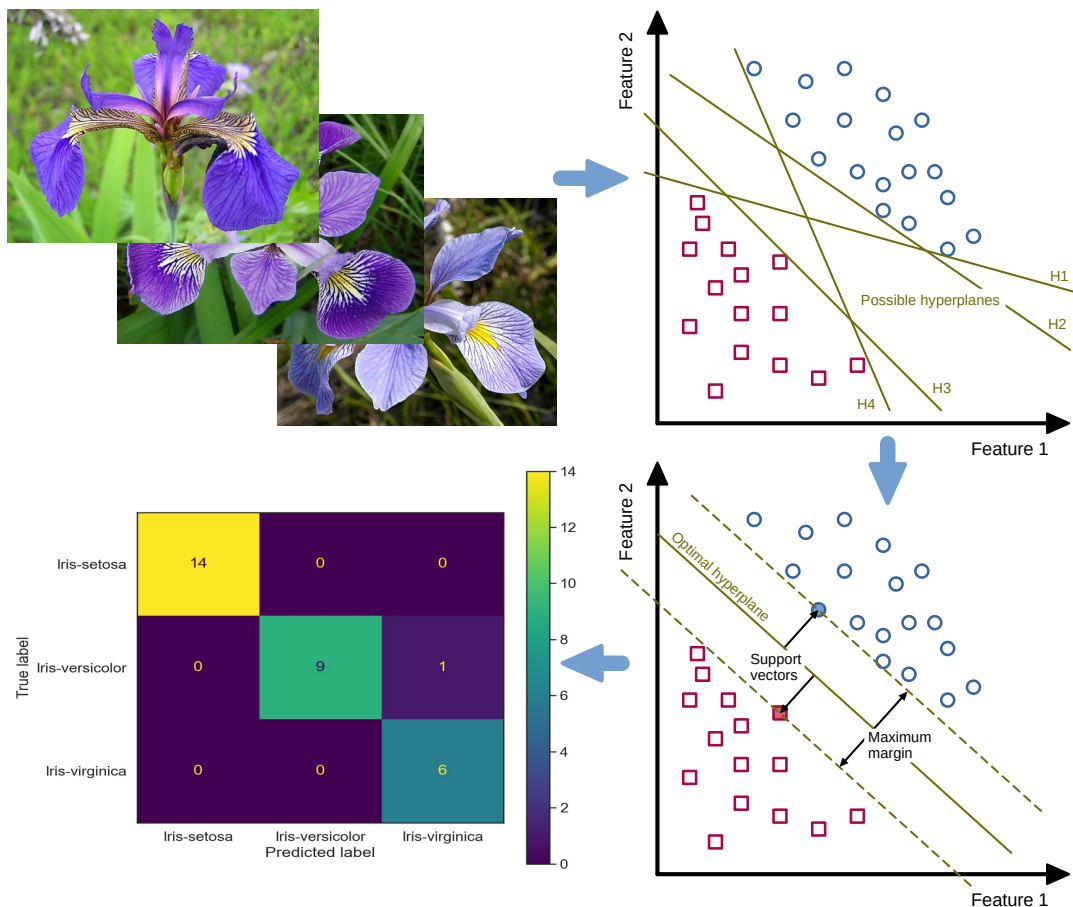 Feature 2
H1
Possible hyperplanes
H2
H3
H4
Feature 1
Feature 2
Optimal hyperplane
Support
vectors
Maximum
margin
Feature 1
14
12
10
8
6
4
2
0
True label
Iris-setosa
14 0 0
Iris-versicolor
0 9 1
Iris-virginica
0 0 6
Iris-setosa Iris-versicolor Iris-virginica
Predicted label